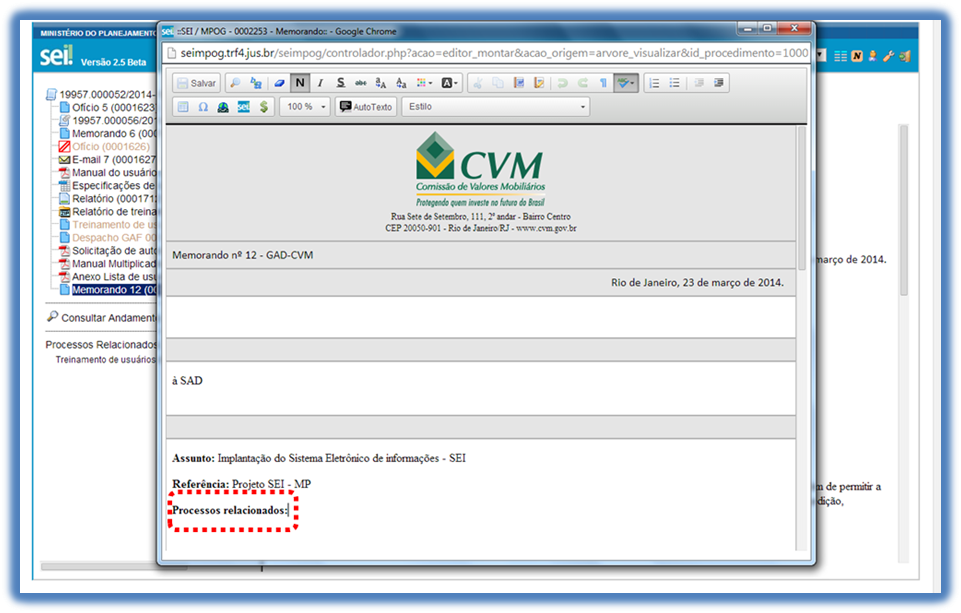 MINISTÉRIO DO PLANEJAMENTO
sei!
Versão 2.5 Beta
19957.000052/2014-
Ofício 5 (0001623)
19957.000056/201
Memorando 6 (000
Ofício (0001626)
E-mail 7 (0001627
Manual do usuário
Especificações de
Relatório (000171
Relatório de treina
Treinamento de us
Despacho GAF 00
Solicitação de auto
Manual Multiplicad
Anexo Lista de usu
Memorando 12 (00
Consultar Andamento
Processos Relacionados
Treinamento de usuários
sei. ::SEI / MPOG - 0002253 - Memorando:: - Google Chrome
seimpog.trf4.jus.br/seimpog/controlador.php?acao=editor_montar&acao_origem=arvore_visualizar&id_procedimento=1000
Salvar N I S abc
sei $ 100 % AutoTexto Estilo
CVM
Comissão de Valores Mobiliários
Protegendo quem investe no futuro do Brasil
Rua Sete de Setembro, 111, 2º andar - Bairro Centro
CEP 20050-901 - Rio de Janeiro/RJ - www.cvm.gov.br
Memorando nº 12 - GAD-CVM
Rio de Janeiro, 23 de março de 2014.
à SAD
Assunto: Implantação do Sistema Eletrônico de informações - SEI
Referência: Projeto SEI - MP
Processos relacionados:
março de 2014.
m de permitir a
dição,